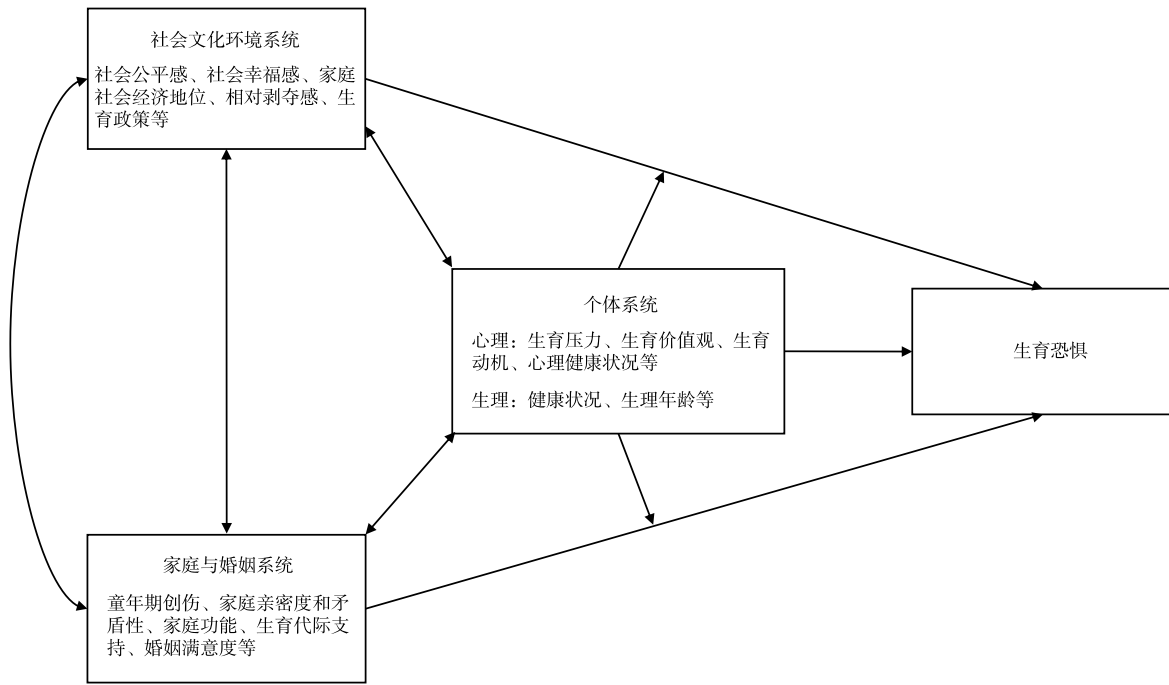 社会文化环境系统
社会公平感、社会幸福感、家庭
社会经济地位、相对剥夺感、生
育政策等
个体系统
心理：生育压力、生育价值观、生育
动机、心理健康状况等
生理：健康状况、生理年龄等
生育恐惧
家庭与婚姻系统
童年期创伤、家庭亲密度和矛
盾性、家庭功能、生育代际支
持、婚姻满意度等